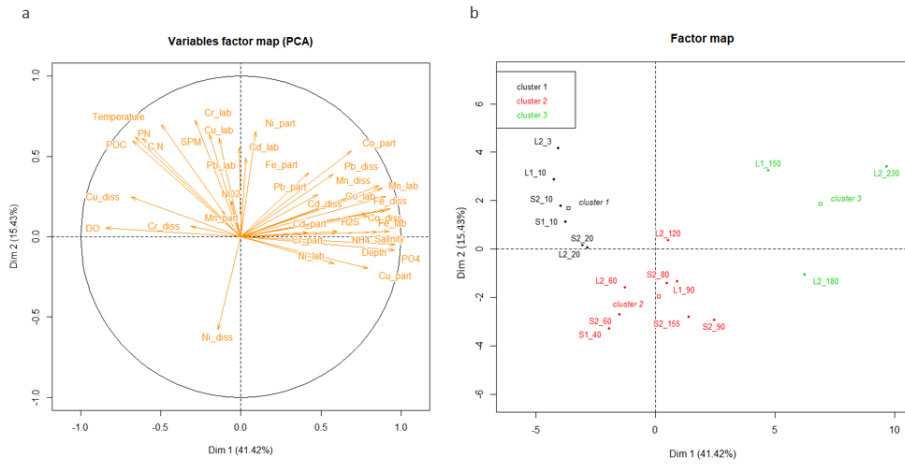 a
b
Variables factor map (PCA)
Factor map
Dim 2 (15.43%)
1.0
0.5
0.0
-0.5
-1.0
Temperature
PN
POC
C.N
SPM
Cr_lab
Cu_lab
Ni_part
Cd_lab
Pb_lab
Fe_part
Co_part
Pb_diss
Mn_diss
Pb_part
Mn_lab
NO2
Cd_diss
Co_lab
Fe_diss
Cu_diss
Mn_part
Cr_diss
DO
Cd_part
H2S
Co_diss
Cr_part
NH4
Salinity
Ni_lab
Depth
PO4
Cu_part
Ni_diss
-1.0
-0.5
0.0
0.5
1.0
Dim 1 (41.42%)
Dim 2 (15.43%)
6
4
2
0
-2
-4
-6
cluster 1
cluster 2
cluster 3
L2_3
L1_10
S2_10
cluster 1
S1_10
S2_20
L2_20
L1_150
L2_230
cluster 3
L2_120
L2_180
L2_60
S2_80
L1_90
cluster 2
S2_60
S1_40
S2_155
S2_90
-5
0
5
10
Dim 1 (41.42%)